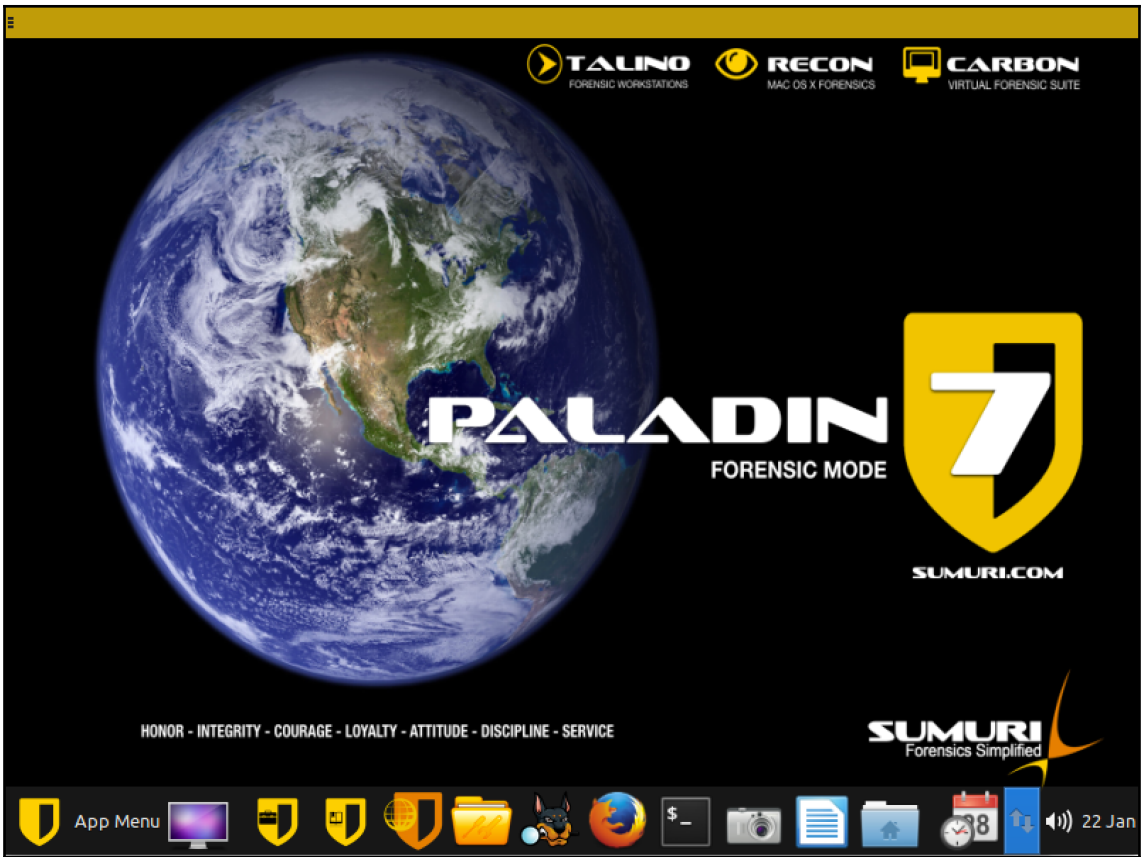 TALINO
FORENSIC WORKSTATIONS
RECON
MAC OS X FORENSICS
CARBON
VIRTUAL FORENSIC SUITE
PALADIN
FORENSIC MODE
7
SUMURI.COM
HONOR - INTEGRITY - COURAGE - LOYALTY - ATTITUDE - DISCIPLINE - SERVICE
SUMURI
Forensics Simplified
App Menu
$_
22 Jan